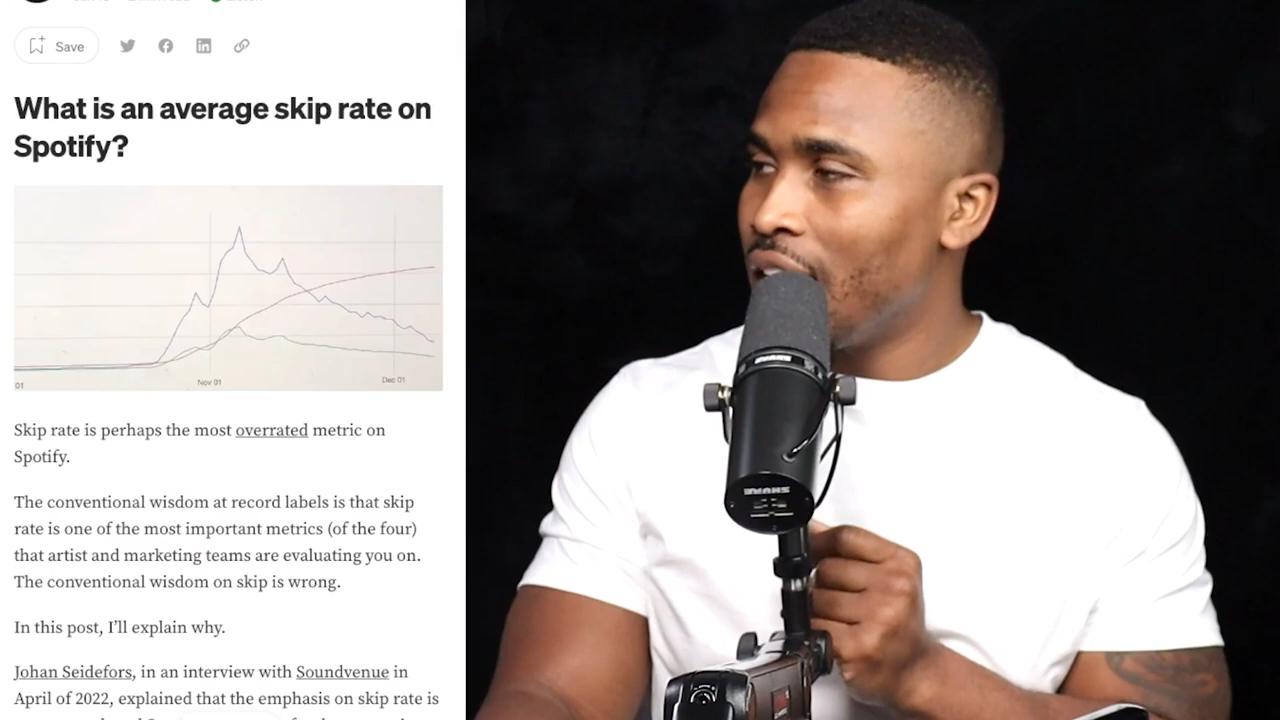 Save
What is an average skip rate on
Spotify?
01
Nov 01
Dec 01
Skip rate is perhaps the most overrated metric on
Spotify.
The conventional wisdom at record labels is that skip
rate is one of the most important metrics (of the four)
that artist and marketing teams are evaluating you on.
The conventional wisdom on skip is wrong.
In this post, I’ll explain why.
Johan Seidefors, in an interview with Soundvenue in
April of 2022, explained that the emphasis on skip rate is